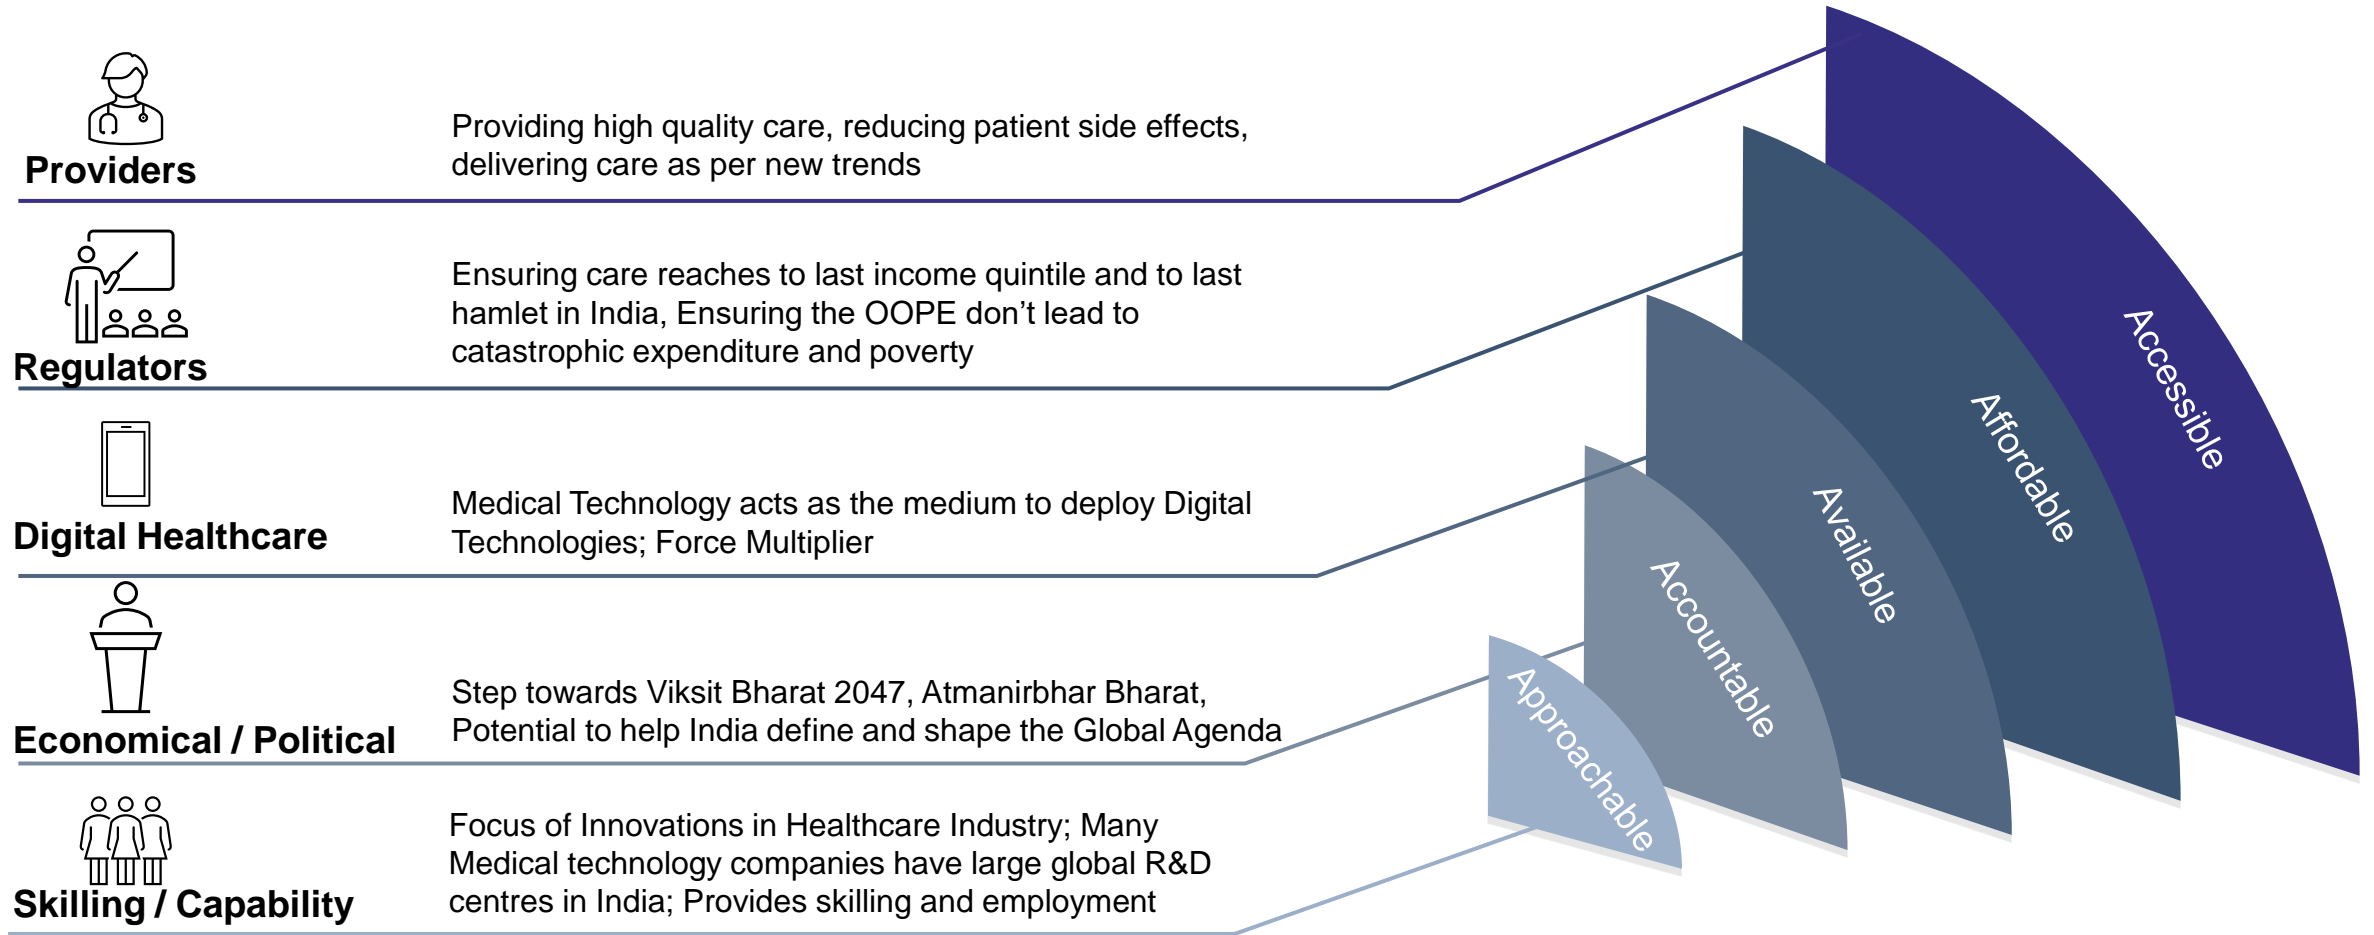 Providers
Providing high quality care, reducing patient side effects,
delivering care as per new trends
Regulators
Ensuring care reaches to last income quintile and to last
hamlet in India, Ensuring the OOPE don’t lead to
catastrophic expenditure and poverty
Digital Healthcare
Medical Technology acts as the medium to deploy Digital
Technologies; Force Multiplier
Economical / Political
Step towards Viksit Bharat 2047, Atmanirbhar Bharat,
Potential to help India define and shape the Global Agenda
Skilling / Capability
Focus of Innovations in Healthcare Industry; Many
Medical technology companies have large global R&D
centres in India; Provides skilling and employment
Accessible
Affordable
Available
Accountable
Approachable